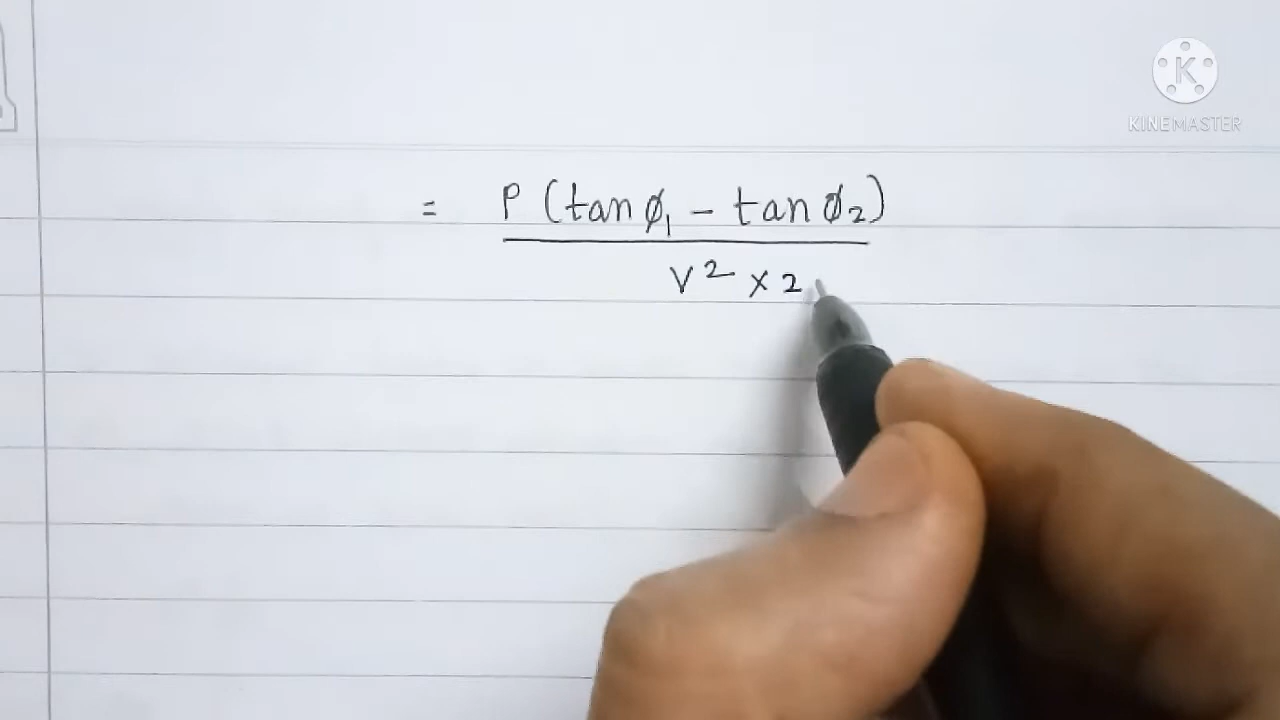 K
KINEMASTER
= P (tan ϕ₁ – tan ϕ₂)
V² × 2